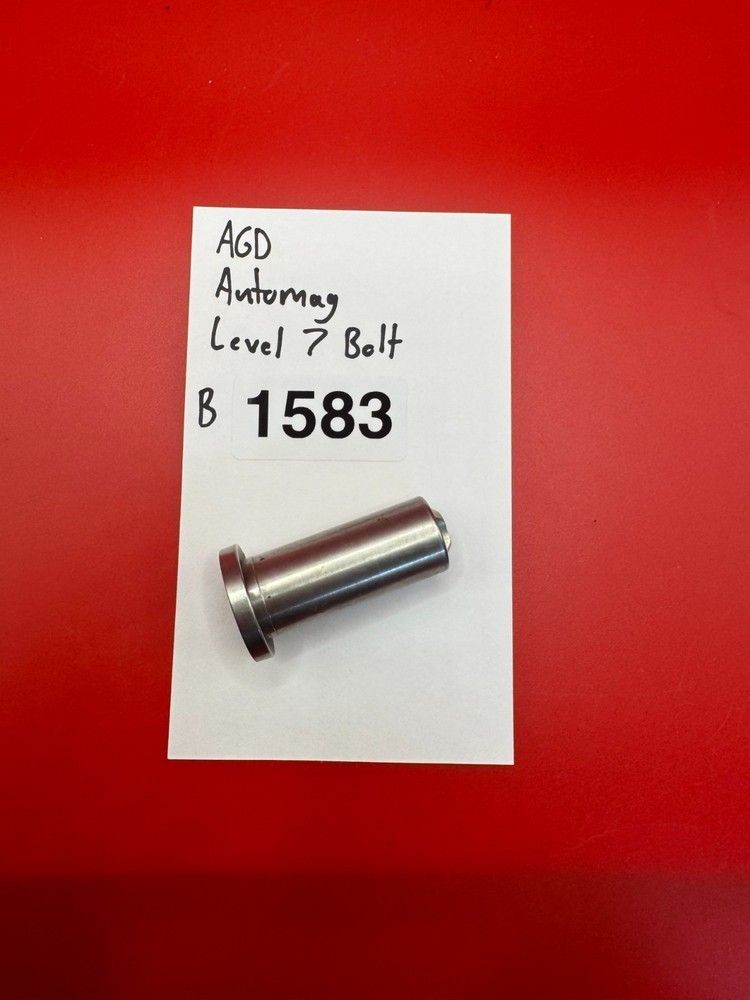 AGD
Automag
Level 7 Bolt
B 1583